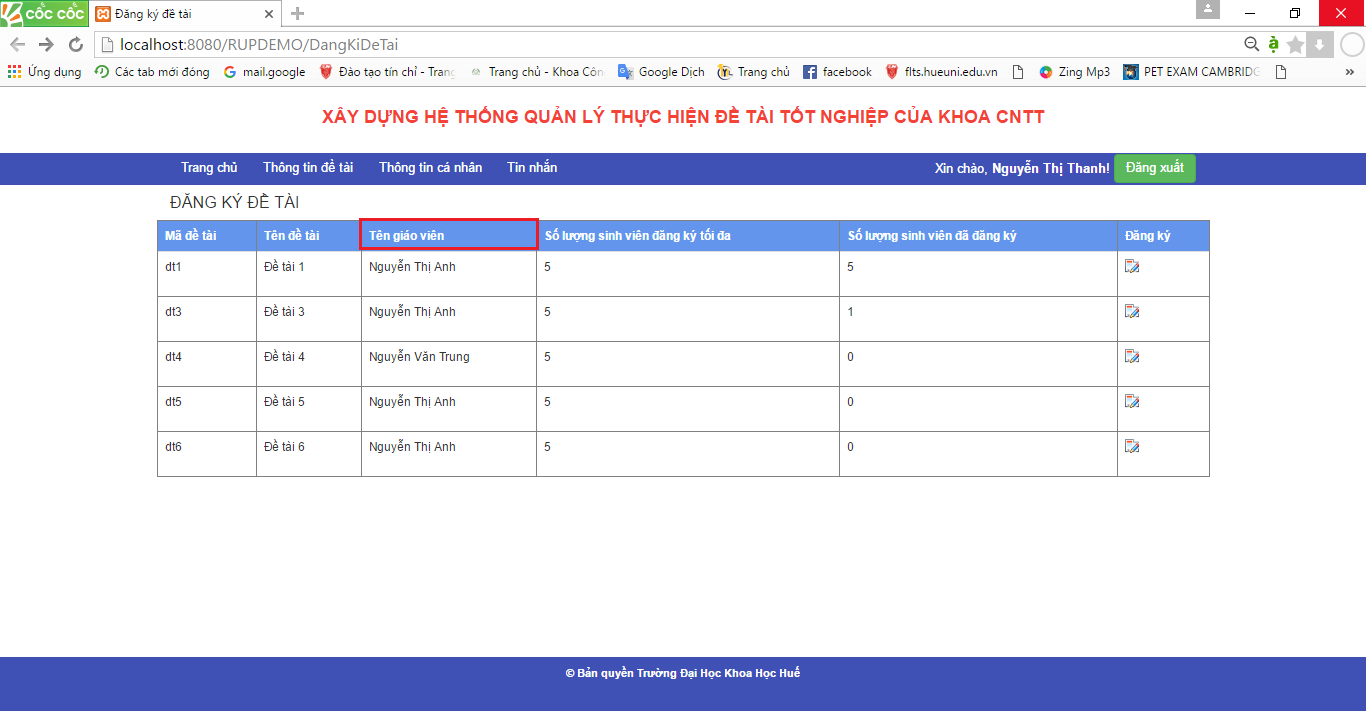 cốc cốc Đăng ký đề tài
localhost:8080/RUPDEMO/DangKiDeTai
Ứng dụng Các tab mới đóng mail.google Đào tạo tín chỉ - Trang Trang chủ - Khoa Côn Google Dịch Trang chủ facebook flts.hueuni.edu.vn Zing Mp3 PET EXAM CAMBRIDG »
XÂY DỰNG HỆ THỐNG QUẢN LÝ THỰC HIỆN ĐỀ TÀI TỐT NGHIỆP CỦA KHOA CNTT
Trang chủ Thông tin đề tài Thông tin cá nhân Tin nhắn Xin chào, Nguyễn Thị Thanh! Đăng xuất
ĐĂNG KÝ ĐỀ TÀI
Mã đề tài Tên đề tài Tên giáo viên Số lượng sinh viên đăng ký tối đa Số lượng sinh viên đã đăng ký Đăng ký
dt1 Đề tài 1 Nguyễn Thị Anh 5 5
dt3 Đề tài 3 Nguyễn Thị Anh 5 1
dt4 Đề tài 4 Nguyễn Văn Trung 5 0
dt5 Đề tài 5 Nguyễn Thị Anh 5 0
dt6 Đề tài 6 Nguyễn Thị Anh 5 0
© Bản quyền Trường Đại Học Khoa Học Huế